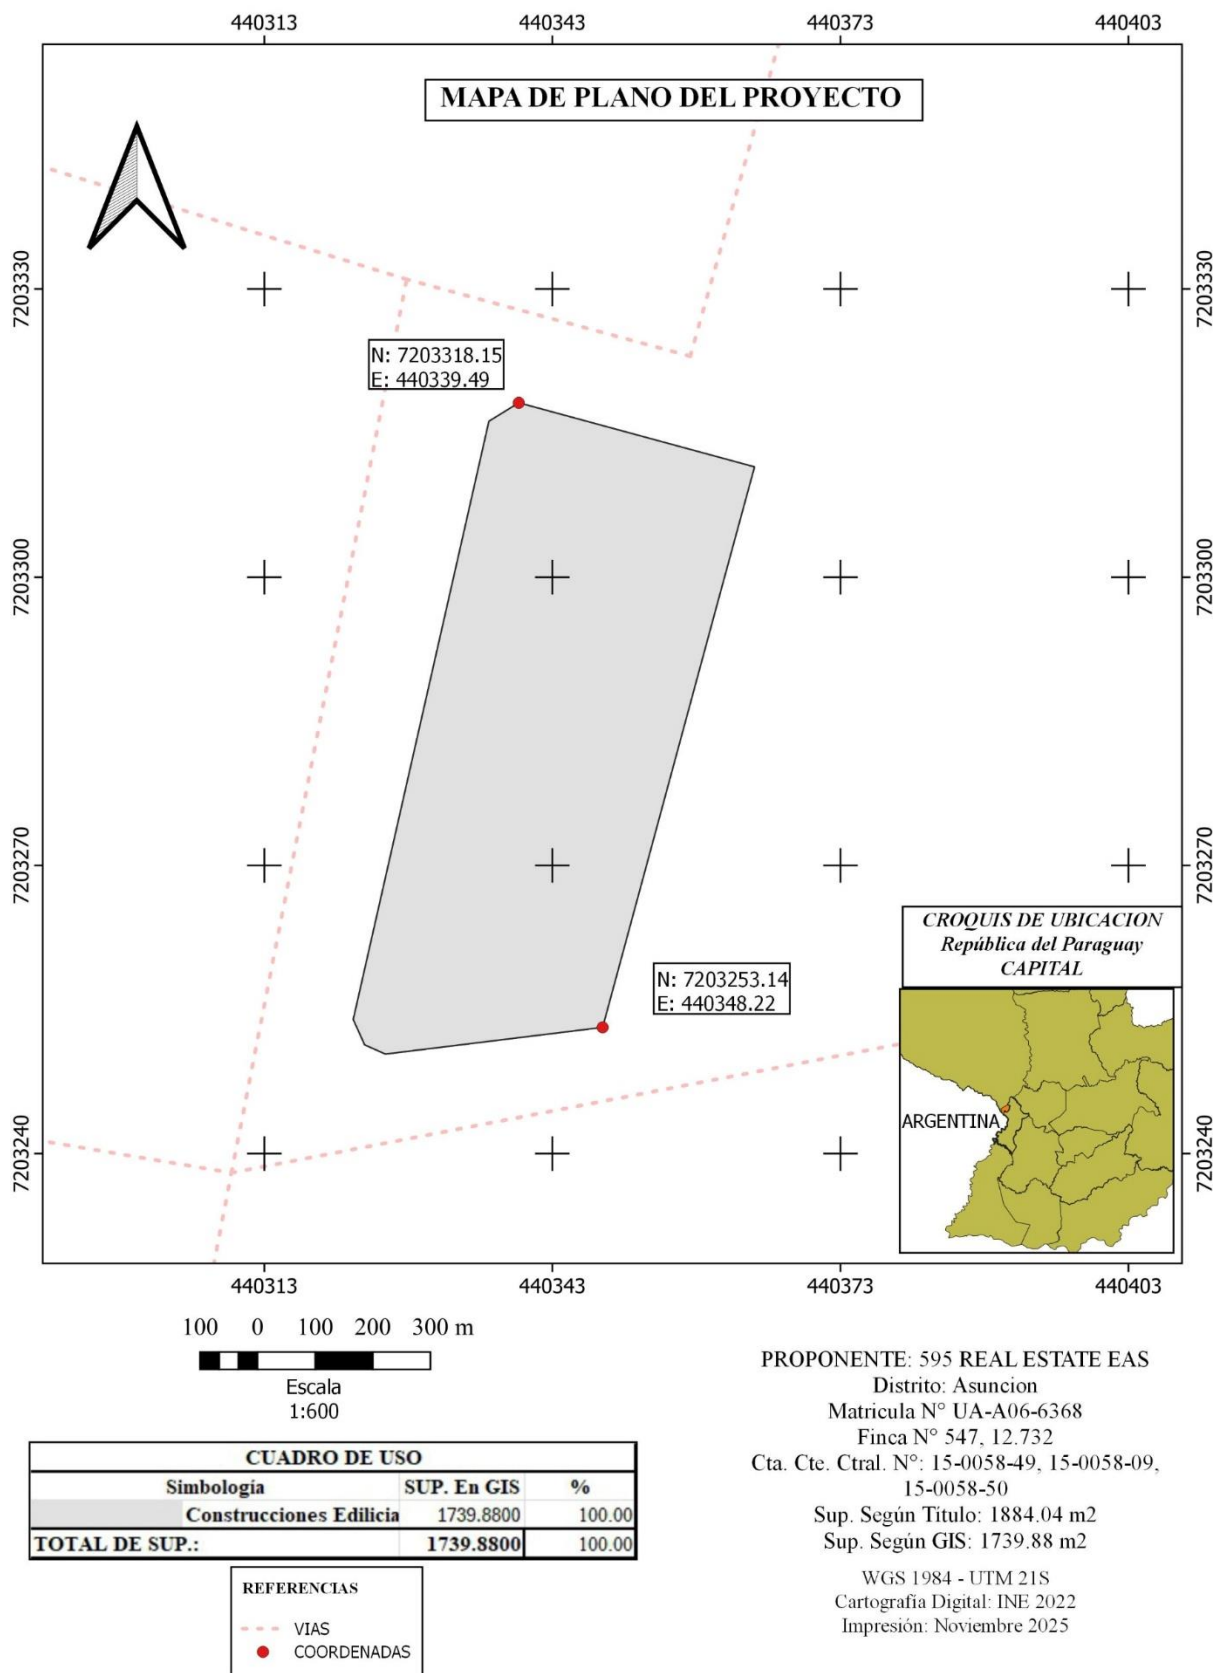 440313 440343 440373 440403
MAPA DE PLANO DEL PROYECTO
7203330 7203330
N: 7203318.15
E: 440339.49
7203300 7203300
7203270 7203270
CROQUIS DE UBICACION
República del Paraguay
CAPITAL
N: 7203253.14
E: 440348.22
ARGENTINA
7203240 7203240
440313 440343 440373 440403
100 0 100 200 300 m
Escala
1:600
PROPONENTE: 595 REAL ESTATE EAS
Distrito: Asuncion
Matricula N° UA-A06-6368
Finca N° 547, 12.732
Cta. Cte. Ctral. N°: 15-0058-49, 15-0058-09,
15-0058-50
Sup. Según Título: 1884.04 m2
Sup. Según GIS: 1739.88 m2
WGS 1984 - UTM 21S
Cartografía Digital: INE 2022
Impresión: Noviembre 2025
CUADRO DE USO
Simbología SUP. En GIS %
Construcciones Edilicia 1739.8800 100.00
TOTAL DE SUP.: 1739.8800 100.00
REFERENCIAS
VIAS
COORDENADAS